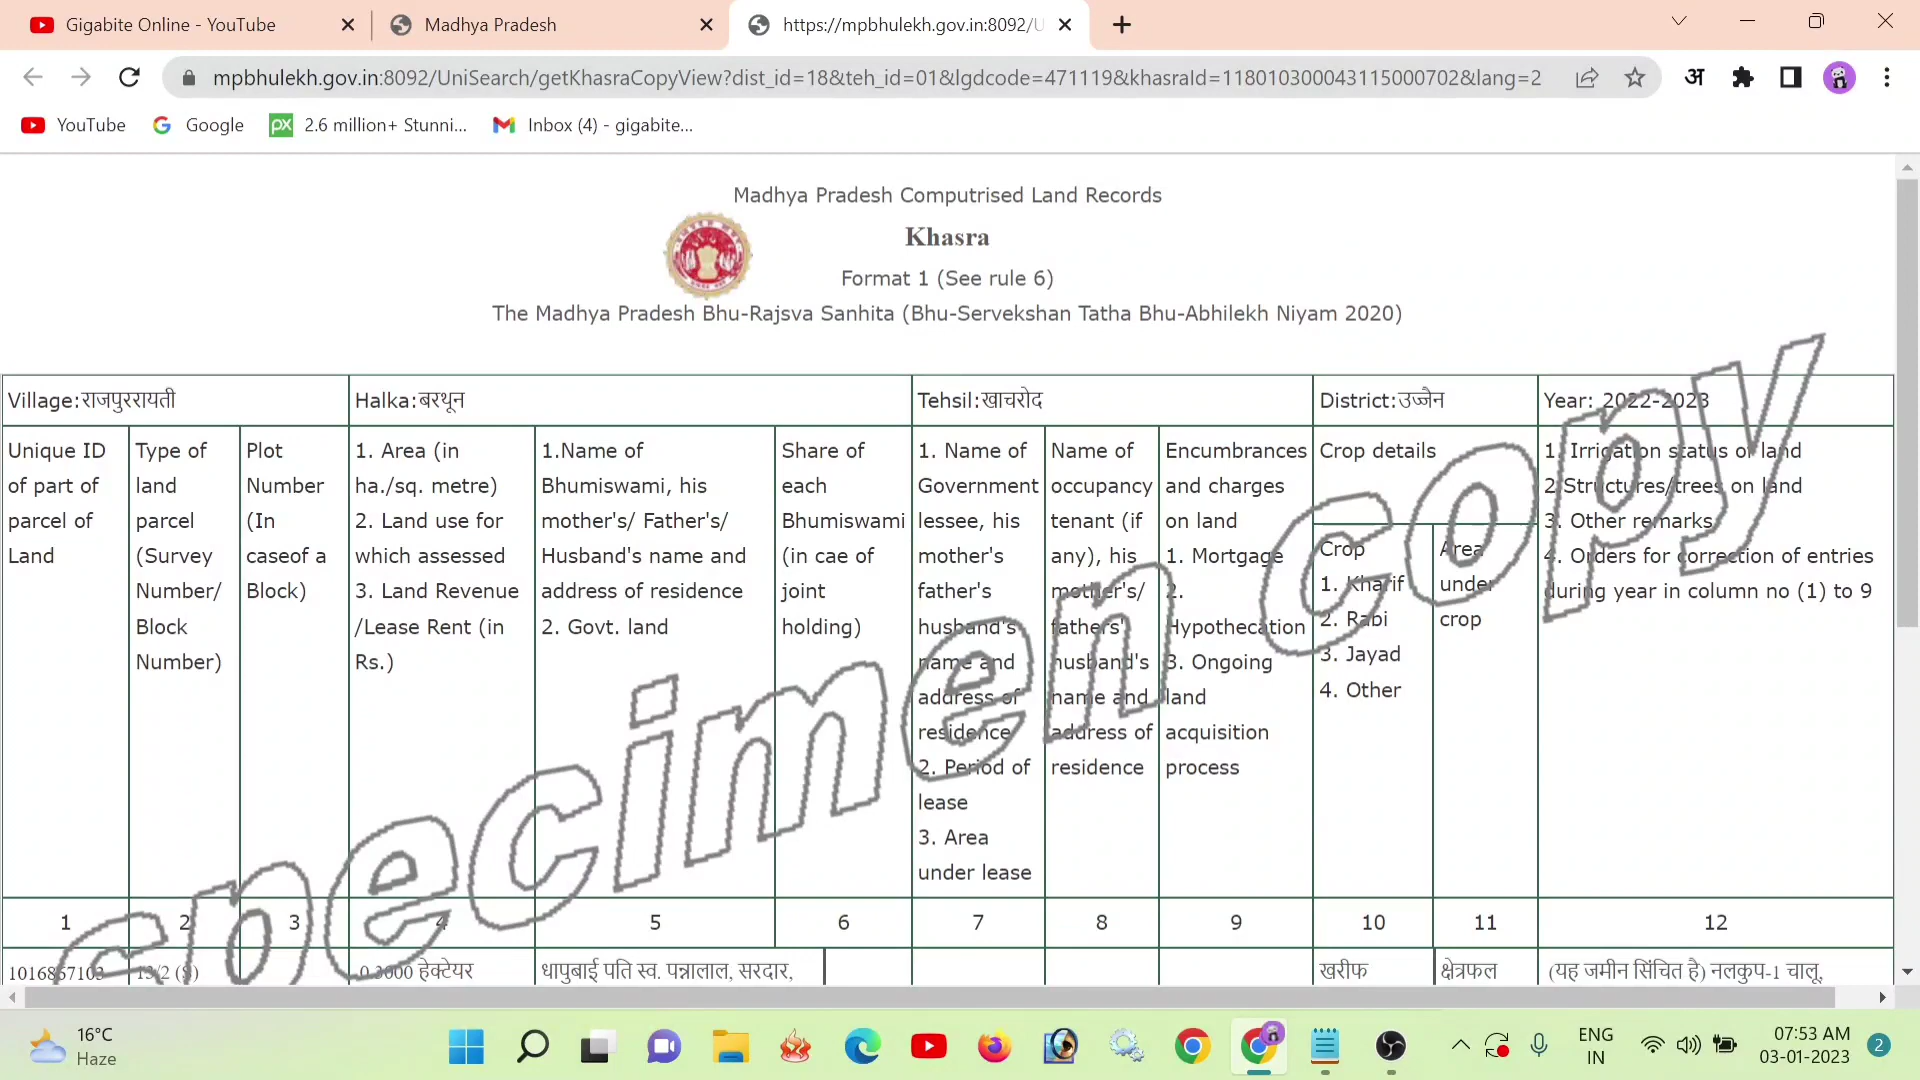 Gigabite Online - YouTube
Madhya Pradesh
https://mpbhulekh.gov.in:8092/U
mpbhulekh.gov.in:8092/UniSearch/getKhasraCopyView?dist_id=18&teh_id=01&lgdcode=471119&khasraId=118010300043115000702&lang=2
अ
YouTube
Google
px
2.6 million+ Stunni...
Inbox (4) - gigabite...
Madhya Pradesh Computrised Land Records
Khasra
Format 1 (See rule 6)
The Madhya Pradesh Bhu-Rajsva Sanhita (Bhu-Servekshan Tatha Bhu-Abhilekh Niyam 2020)
Village:राजपुररायती
Halka:बरथून
Tehsil:खाचरोद
District:उज्जैन
Year: 2022-2023
Unique ID
of part of
parcel of
Land
Type of
land
parcel
(Survey
Number/
Block
Number)
Plot
Number
(In
caseof a
Block)
1. Area (in
ha./sq. metre)
2. Land use for
which assessed
3. Land Revenue
/Lease Rent (in
Rs.)
1.Name of
Bhumiswami, his
mother's/ Father's/
Husband's name and
address of residence
2. Govt. land
Share of
each
Bhumiswami
(in cae of
joint
holding)
1. Name of
Government
lessee, his
mother's
father's
husband's
name and
address of
residence
2. Period of
lease
3. Area
under lease
Name of
occupancy
tenant (if
any), his
mother's/
fathers'
husband's
name and
address of
residence
Encumbrances
and charges
on land
1. Mortgage
2.
Hypothecation
3. Ongoing
land
acquisition
process
Crop details
Crop
1. Kharif
2. Rabi
3. Jayad
4. Other
Area
under
crop
1. Irrigation status of land
2.Structures/trees on land
3. Other remarks
4. Orders for correction of entries
during year in column no (1) to 9
specimen copy
1
2
3
4
5
6
7
8
9
10
11
12
1016867103
13/2 (S)
0.3000 हेक्टेयर
धापुबाई पति स्व. पन्नालाल, सरदार,
खरीफ
क्षेत्रफल
(यह जमीन सिंचित है) नलकुप-1 चालू,
16°C
Haze
ENG
IN
07:53 AM
03-01-2023
2